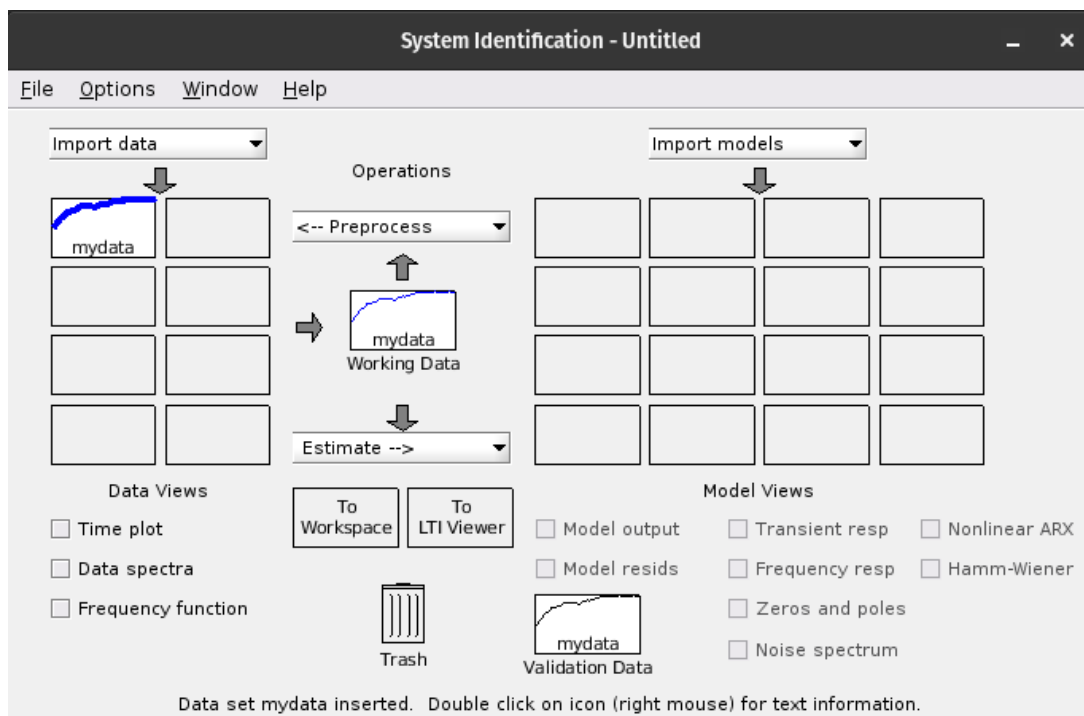 System Identification - Untitled
File Options Window Help
Import data
Import models
Operations
<-- Preprocess
mydata
mydata
Working Data
Estimate -->
Data Views
Model Views
To Workspace
To LTI Viewer
Time plot
Data spectra
Frequency function
Model output
Transient resp
Nonlinear ARX
Model resids
Frequency resp
Hamm-Wiener
Zeros and poles
Noise spectrum
Trash
mydata
Validation Data
Data set mydata inserted. Double click on icon (right mouse) for text information.